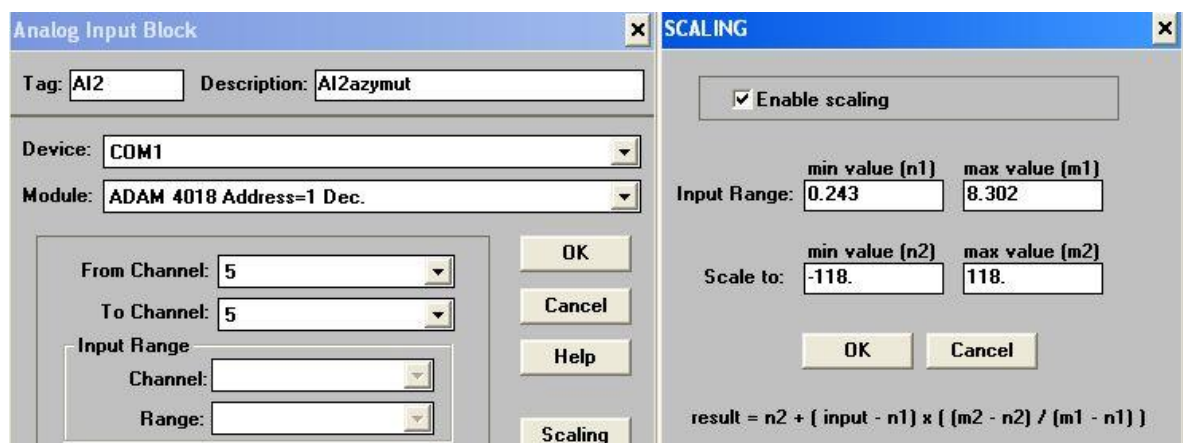 Analog Input Block
Tag: AI2 Description: AI2azymut
Device: COM1
Module: ADAM 4018 Address=1 Dec.
From Channel: 5
To Channel: 5
Input Range
Channel:
Range:
OK
Cancel
Help
Scaling
SCALING
Enable scaling
min value (n1) max value (m1)
Input Range: 0.243 8.302
min value (n2) max value (m2)
Scale to: -118. 118.
OK Cancel
result = n2 + ( input - n1) x ( (m2 - n2) / (m1 - n1) )